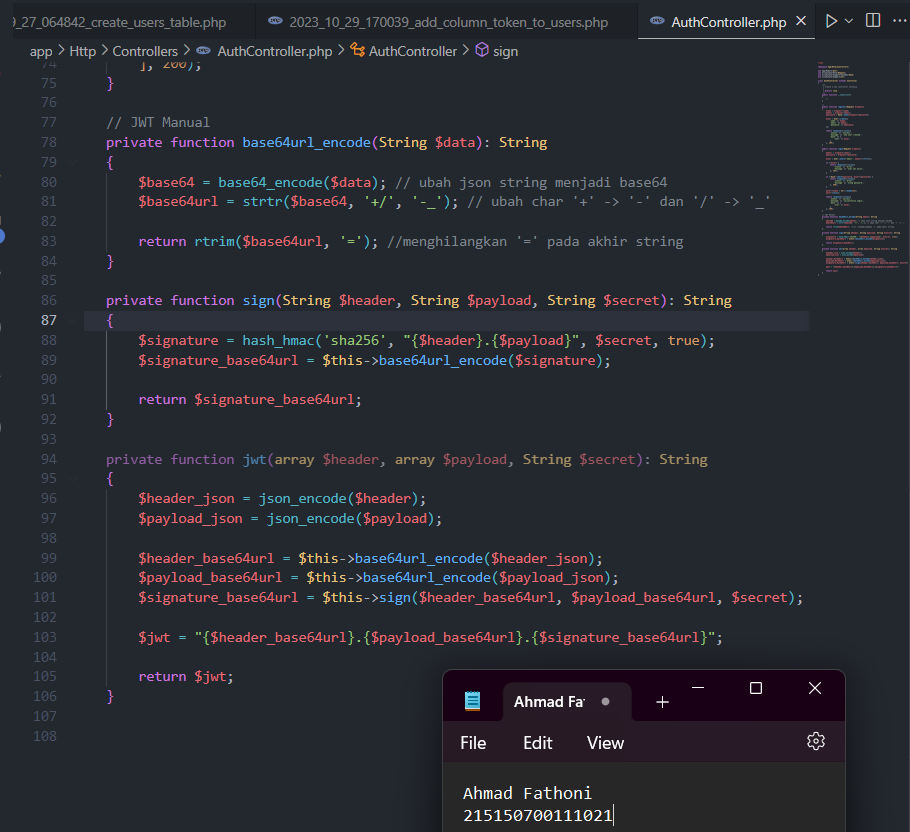 _27_064842_create_users_table.php 2023_10_29_170039_add_column_token_to_users.php AuthController.php
app > Http > Controllers > AuthController.php > AuthController > sign
74 ], 200);
75 }
76
77 // JWT Manual
78 private function base64url_encode(String $data): String
79 {
80 $base64 = base64_encode($data); // ubah json string menjadi base64
81 $base64url = strtr($base64, '+/', '-_'); // ubah char '+' -> '-' dan '/' -> '_'
82
83 return rtrim($base64url, '='); //menghilangkan '=' pada akhir string
84 }
85
86 private function sign(String $header, String $payload, String $secret): String
87 {
88 $signature = hash_hmac('sha256', "{$header}.{$payload}", $secret, true);
89 $signature_base64url = $this->base64url_encode($signature);
90
91 return $signature_base64url;
92 }
93
94 private function jwt(array $header, array $payload, String $secret): String
95 {
96 $header_json = json_encode($header);
97 $payload_json = json_encode($payload);
98
99 $header_base64url = $this->base64url_encode($header_json);
100 $payload_base64url = $this->base64url_encode($payload_json);
101 $signature_base64url = $this->sign($header_base64url, $payload_base64url, $secret);
102
103 $jwt = "{$header_base64url}.{$payload_base64url}.{$signature_base64url}";
104
105 return $jwt;
106 }
107
108
Ahmad Fa
File Edit View
Ahmad Fathoni
215150700111021